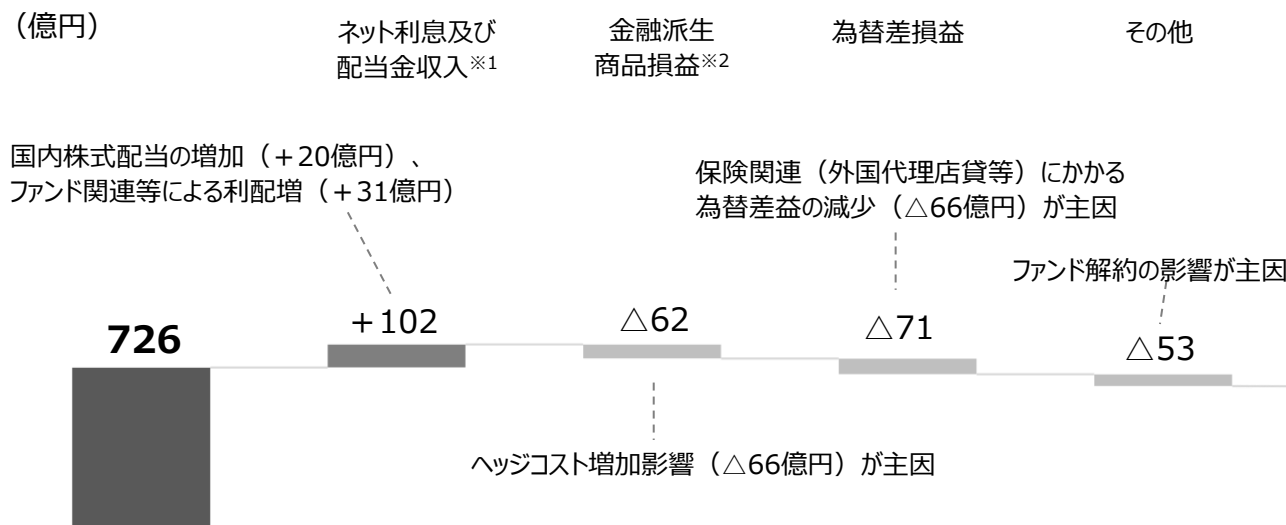 （億円）
ネット利息及び
配当金収入※1
金融派生
商品損益※2
為替差損益
その他
国内株式配当の増加（＋20億円）、
ファンド関連等による利配増（＋31億円）
保険関連（外国代理店貸等）にかかる
為替差益の減少（△66億円）が主因
ファンド解約の影響が主因
726
＋102
△62
△71
△53
ヘッジコスト増加影響（△66億円）が主因